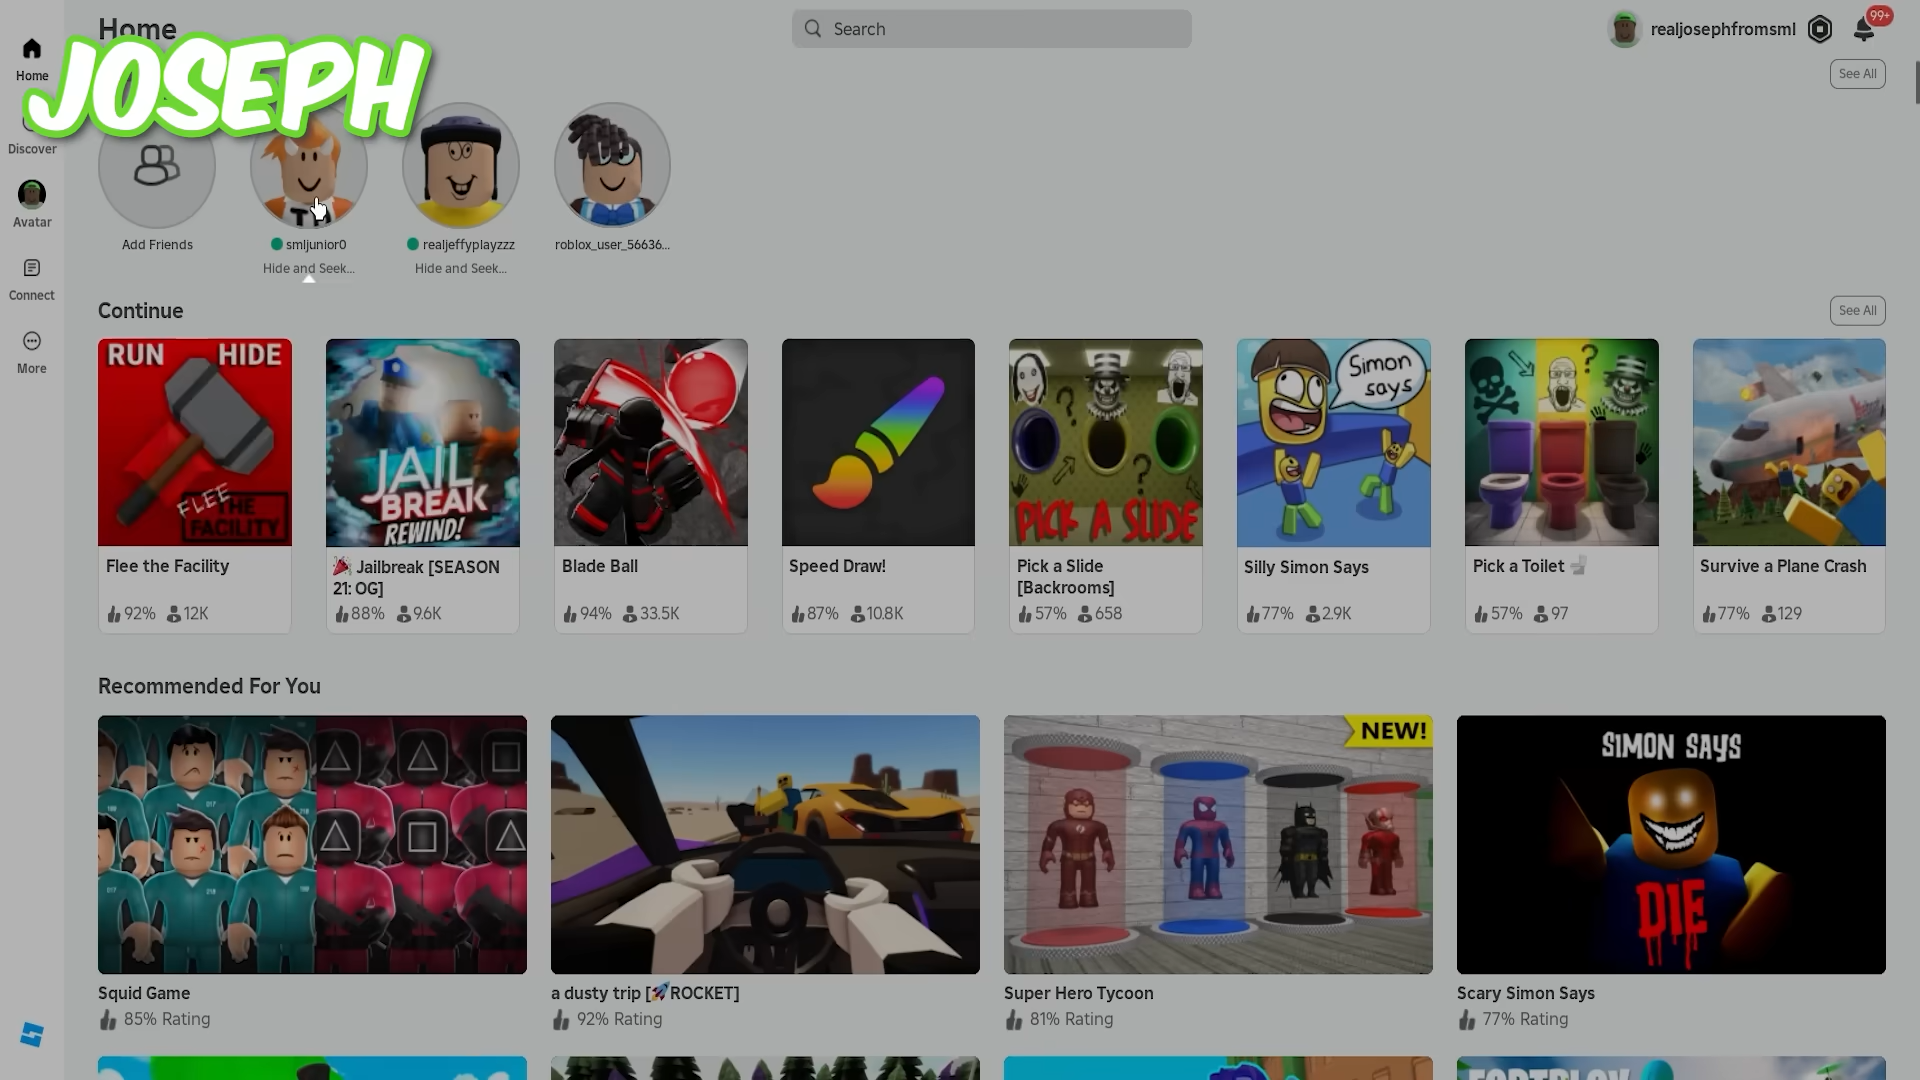 Home
Search
realjosephfromsml
99+
JOSEPH
Home
Discover
Avatar
Connect
More
See All
Add Friends
smljunior0
Hide and Seek...
realjeffyplayzzz
Hide and Seek...
roblox_user_56636...
Continue
See All
RUN HIDE
FLEE THE FACILITY
JAIL
BREAK
REWIND!
PICK A SLIDE
Simon
says
Flee the Facility
92% 12K
🎉 Jailbreak [SEASON
21: OG]
88% 9.6K
Blade Ball
94% 33.5K
Speed Draw!
87% 10.8K
Pick a Slide
[Backrooms]
57% 658
Silly Simon Says
77% 2.9K
Pick a Toilet 🚽
57% 97
Survive a Plane Crash
77% 129
Recommended For You
NEW!
SIMON SAYS
DIE
Squid Game
85% Rating
a dusty trip [🚀ROCKET]
92% Rating
Super Hero Tycoon
81% Rating
Scary Simon Says
77% Rating
FORTBLOX